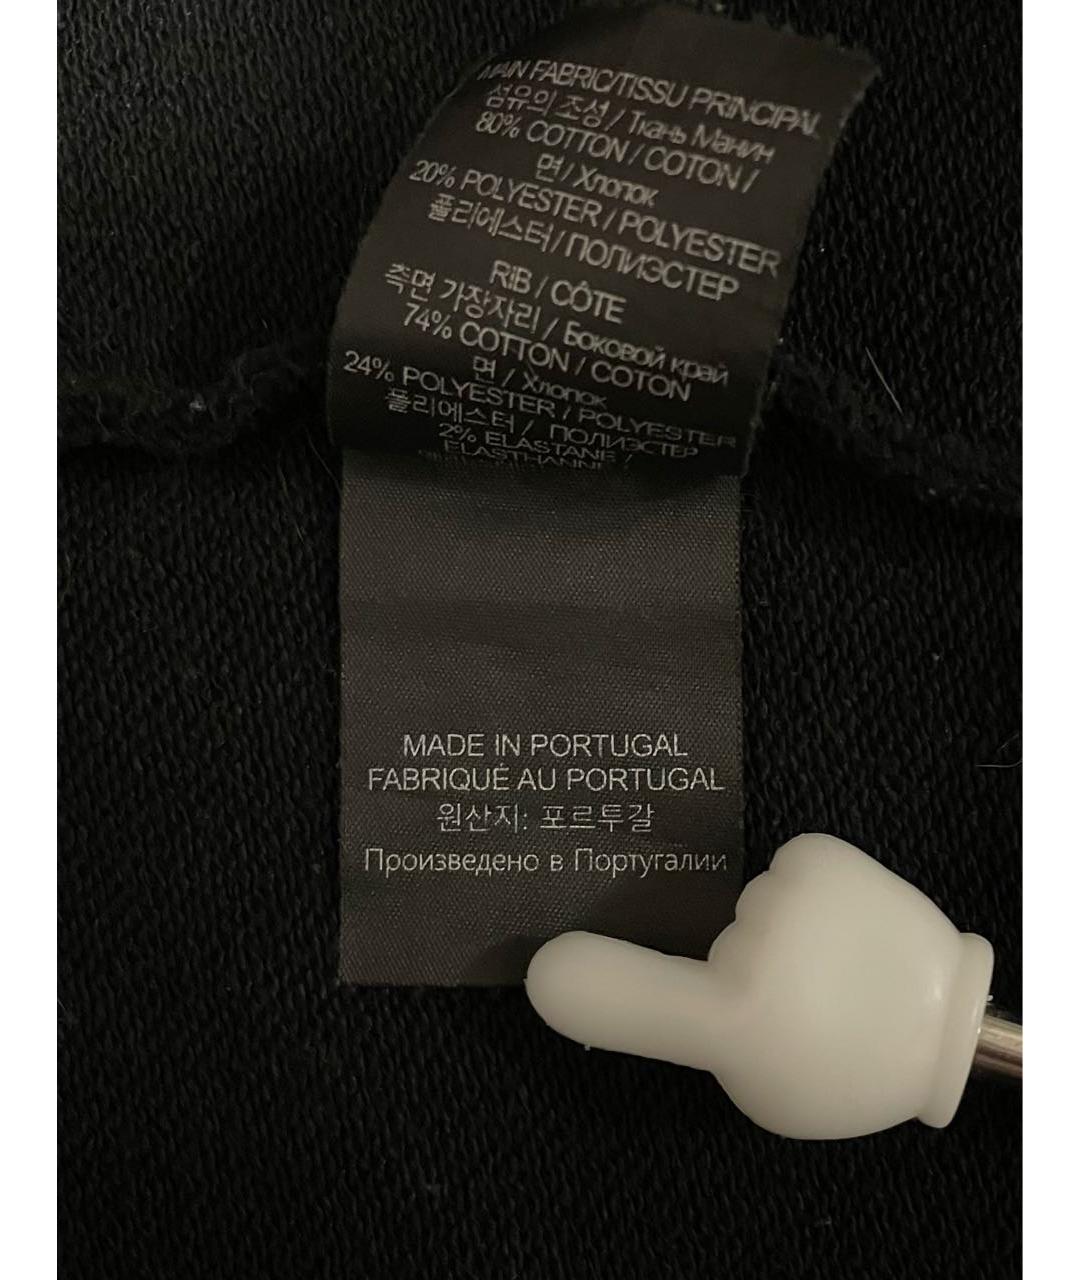 MAIN FABRIC/TISSU PRINCIPAL
섬유의 조성 / Ткань Манин
80% COTTON / COTON /
면 / Хлопок
20% POLYESTER / POLYESTER
폴리에스터 / ПОЛИЭСТЕР
RIB / CÔTE
측면 가장자리 / Боковой край
74% COTTON / COTON
면 / Хлопок
24% POLYESTER / POLYESTER
폴리에스터 / ПОЛИЭСТЕР
2% ELASTANE /
ELASTHANNE
MADE IN PORTUGAL
FABRIQUÉ AU PORTUGAL
원산지: 포르투갈
Произведено в Португалии